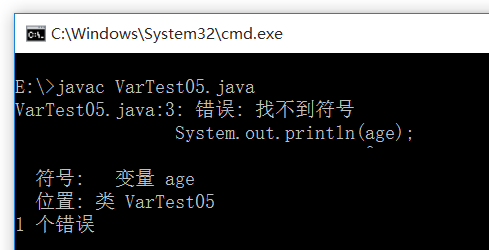 C:\Windows\System32\cmd.exe
E:\>javac VarTest05.java
VarTest05.java:3: 错误: 找不到符号
System.out.println(age);
^
符号:   变量 age
位置: 类 VarTest05
1 个错误